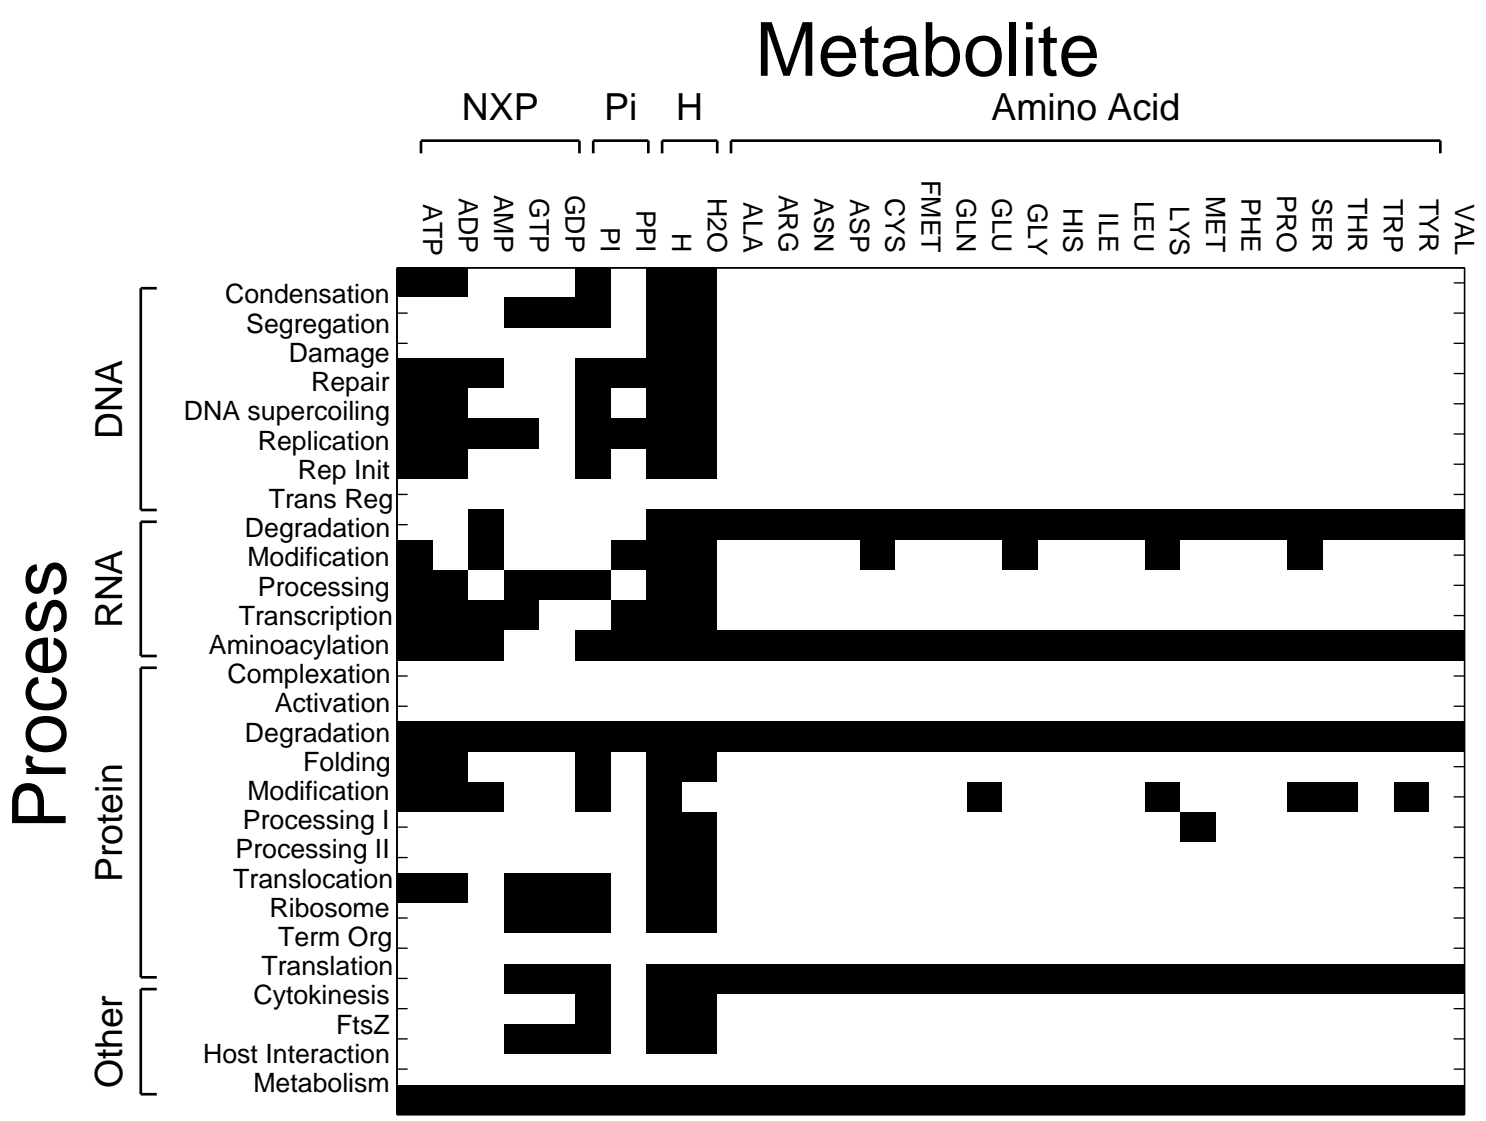 Metabolite
NXP Pi H Amino Acid
ATP ADP AMP GTP GDP PI PPI H H2O ALA ARG ASN ASP CYS FMET GLN GLU GLY HIS ILE LEU LYS MET PHE PRO SER THR TRP TYR VAL
Process
DNA
Condensation
Segregation
Damage
Repair
DNA supercoiling
Replication
Rep Init
Trans Reg
RNA
Degradation
Modification
Processing
Transcription
Aminoacylation
Protein
Complexation
Activation
Degradation
Folding
Modification
Processing I
Processing II
Translocation
Ribosome
Term Org
Translation
Other
Cytokinesis
FtsZ
Host Interaction
Metabolism